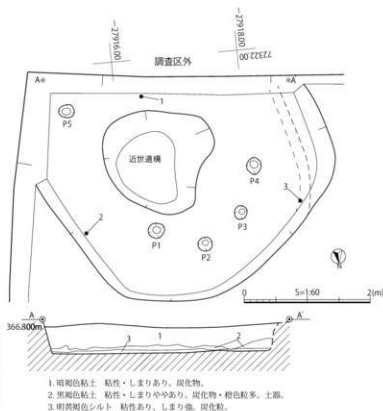 -27916.00
-27918.00
72322.00
調査区外
A
A'
1
P5
近世遺構
P4
3
P3
2
P1
P2
N
0 S=1:60 2(m)
A
A'
366.800m
1
2
3
1. 暗褐色粘土 粘性・しまりあり。炭化物。
2. 黒褐色粘土 粘性・しまりややあり。炭化物・橙色粒多。土器。
3. 明黄褐色シルト 粘性あり、しまり強。炭化粒。